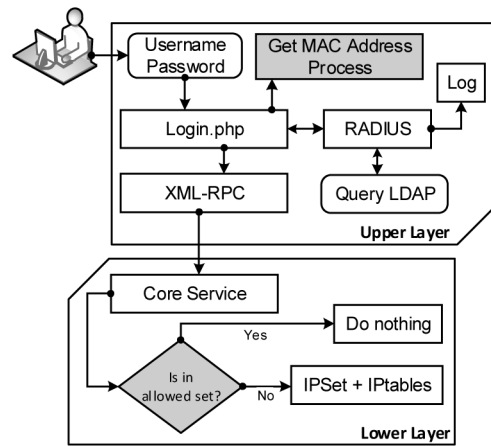 Username
Password
Get MAC Address
Process
Log
Login.php
RADIUS
XML-RPC
Query LDAP
Upper Layer
Core Service
Do nothing
Yes
Is in
allowed set?
No
IPSet + IPtables
Lower Layer